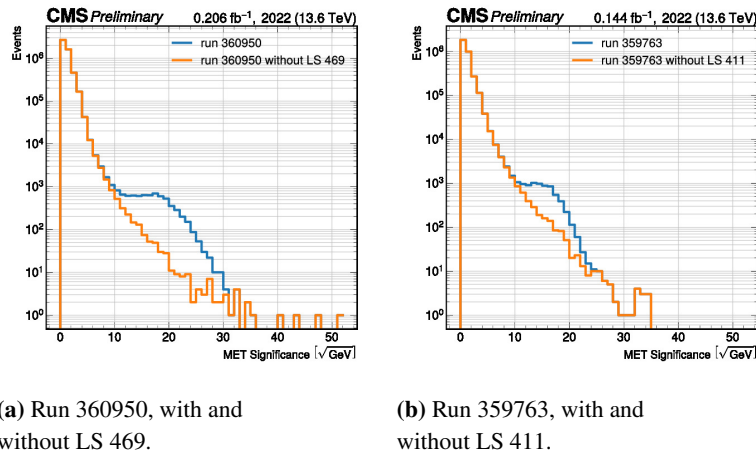 CMS Preliminary 0.206 fb⁻¹, 2022 (13.6 TeV)
Events
10⁶
10⁵
10⁴
10³
10²
10¹
10⁰
run 360950
run 360950 without LS 469
0 10 20 30 40 50
MET Significance [√GeV]
CMS Preliminary 0.144 fb⁻¹, 2022 (13.6 TeV)
Events
10⁶
10⁵
10⁴
10³
10²
10¹
10⁰
run 359763
run 359763 without LS 411
0 10 20 30 40 50
MET Significance [√GeV]
(a) Run 360950, with and
without LS 469.
(b) Run 359763, with and
without LS 411.